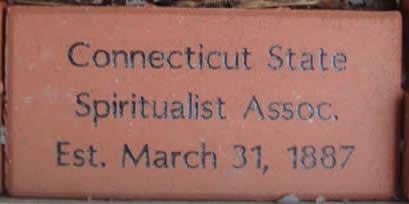 Connecticut State
Spiritualist Assoc.
Est. March 31, 1887